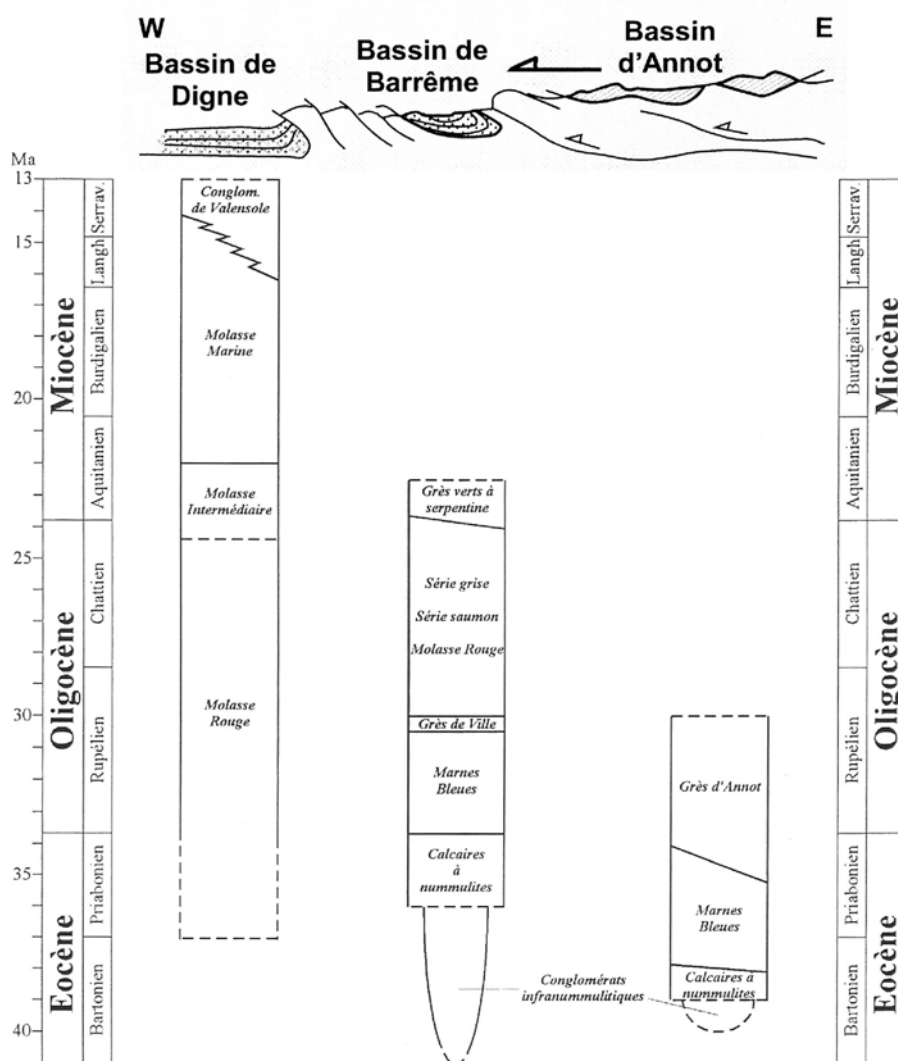 W
E
Bassin de
Digne
Bassin de
Barrême
Bassin
d'Annot
Ma
13
15
20
25
30
35
40
Miocène
Oligocène
Eocène
Serrav.
Langh
Burdigalien
Aquitanien
Chattien
Rupèlien
Priabonien
Bartonien
Conglom.
de Valensole
Molasse
Marine
Molasse
Intermédiaire
Molasse
Rouge
Grès verts à
serpentine
Série grise
Série saumon
Molasse Rouge
Grès de Ville
Marnes
Bleues
Calcaires
à
nummulites
Grès d'Annot
Marnes
Bleues
Calcaires à
nummulites
Conglomérats
infranummulitiques
Serrav.
Langh
Burdigalien
Aquitanien
Chattien
Rupèlien
Priabonien
Bartonien
Miocène
Oligocène
Eocène